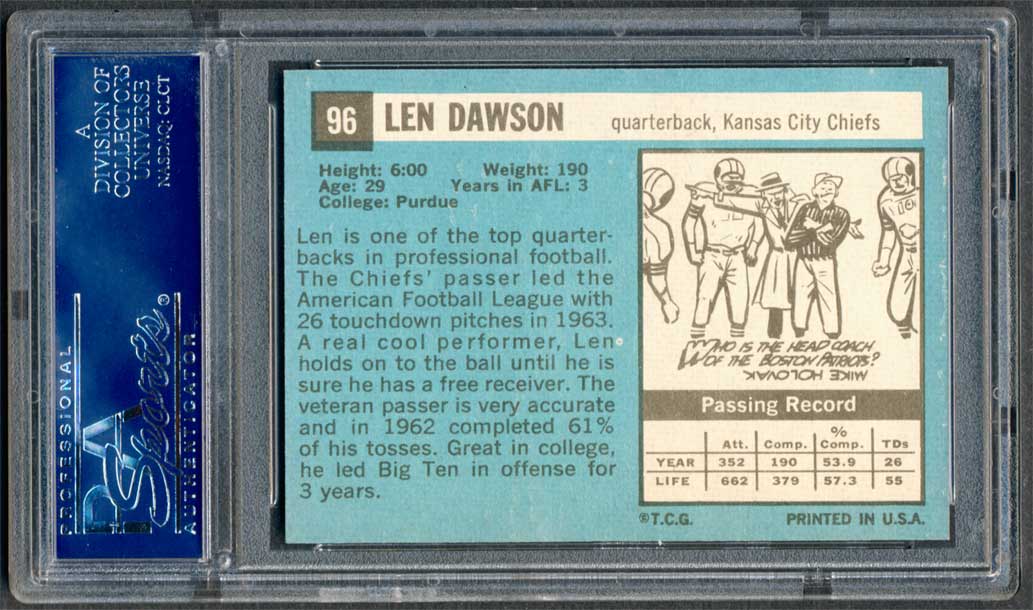 A
DIVISION OF
COLLECTORS
UNIVERSE
NASDAQ: CLCT
PROFESSIONAL
PSA
Sports®
AUTHENTICATOR
96 LEN DAWSON quarterback, Kansas City Chiefs
Height: 6:00 Weight: 190
Age: 29 Years in AFL: 3
College: Purdue
Len is one of the top quarter-
backs in professional football.
The Chiefs' passer led the
American Football League with
26 touchdown pitches in 1963.
A real cool performer, Len
holds on to the ball until he is
sure he has a free receiver. The
veteran passer is very accurate
and in 1962 completed 61%
of his tosses. Great in college,
he led Big Ten in offense for
3 years.
WHO IS THE HEAD COACH
OF THE BOSTON PATRIOTS?
MIKE HOLOVAK
Passing Record
Att. Comp. % Comp. TDs
YEAR 352 190 53.9 26
LIFE 662 379 57.3 55
©T.C.G. PRINTED IN U.S.A.